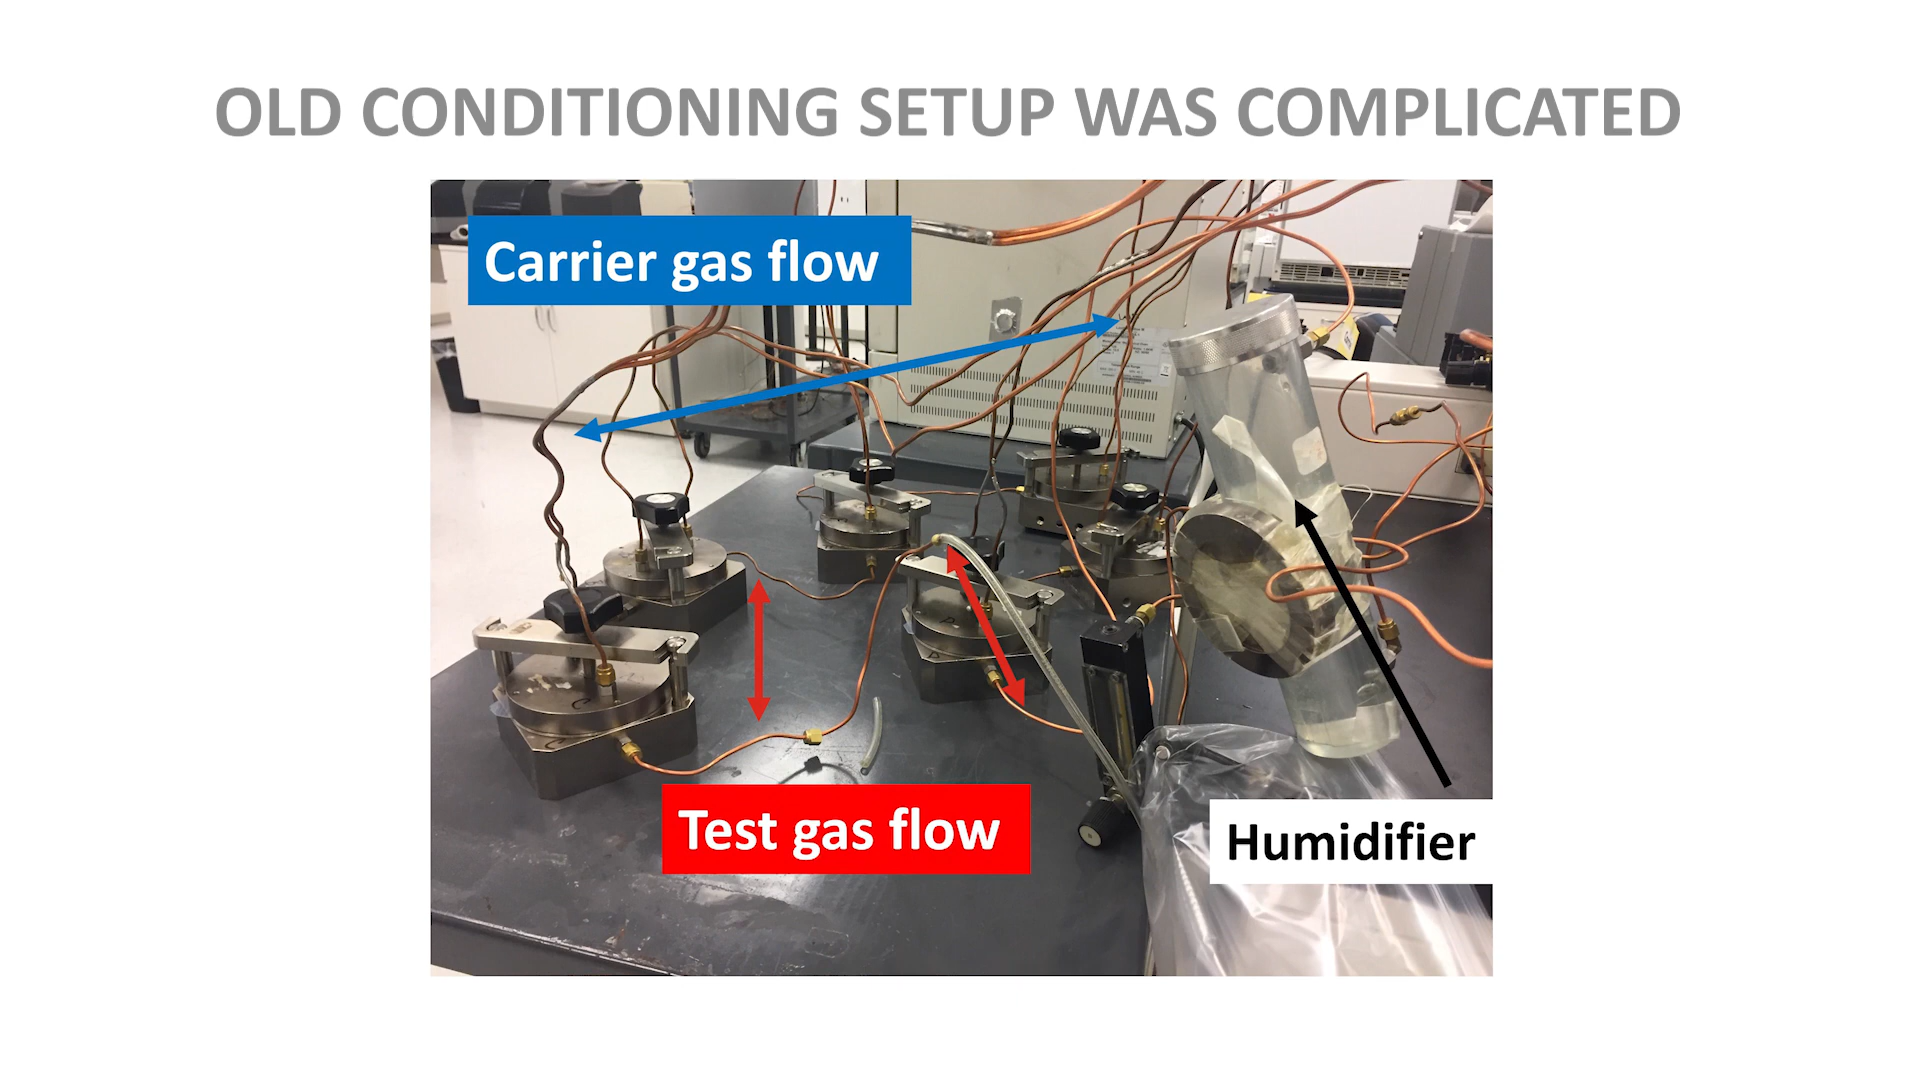 OLD CONDITIONING SETUP WAS COMPLICATED
Carrier gas flow
Test gas flow
Humidifier